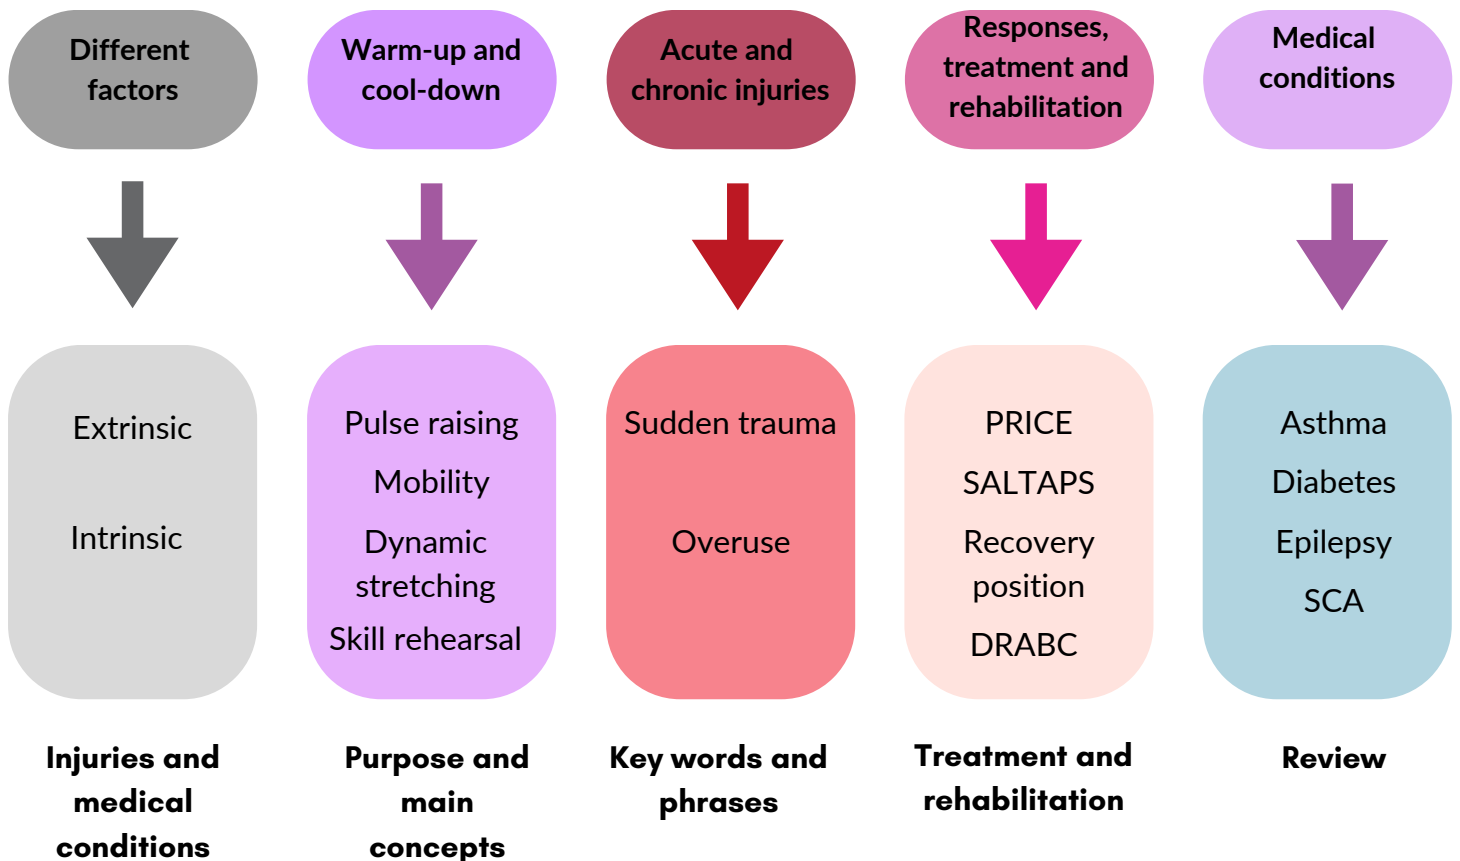 Different
factors
Warm-up and
cool-down
Acute and
chronic injuries
Responses,
treatment and
rehabilitation
Medical
conditions
Extrinsic
Intrinsic
Pulse raising
Mobility
Dynamic
stretching
Skill rehearsal
Sudden trauma
Overuse
PRICE
SALTAPS
Recovery
position
DRABC
Asthma
Diabetes
Epilepsy
SCA
Injuries and
medical
conditions
Purpose and
main
concepts
Key words and
phrases
Treatment and
rehabilitation
Review